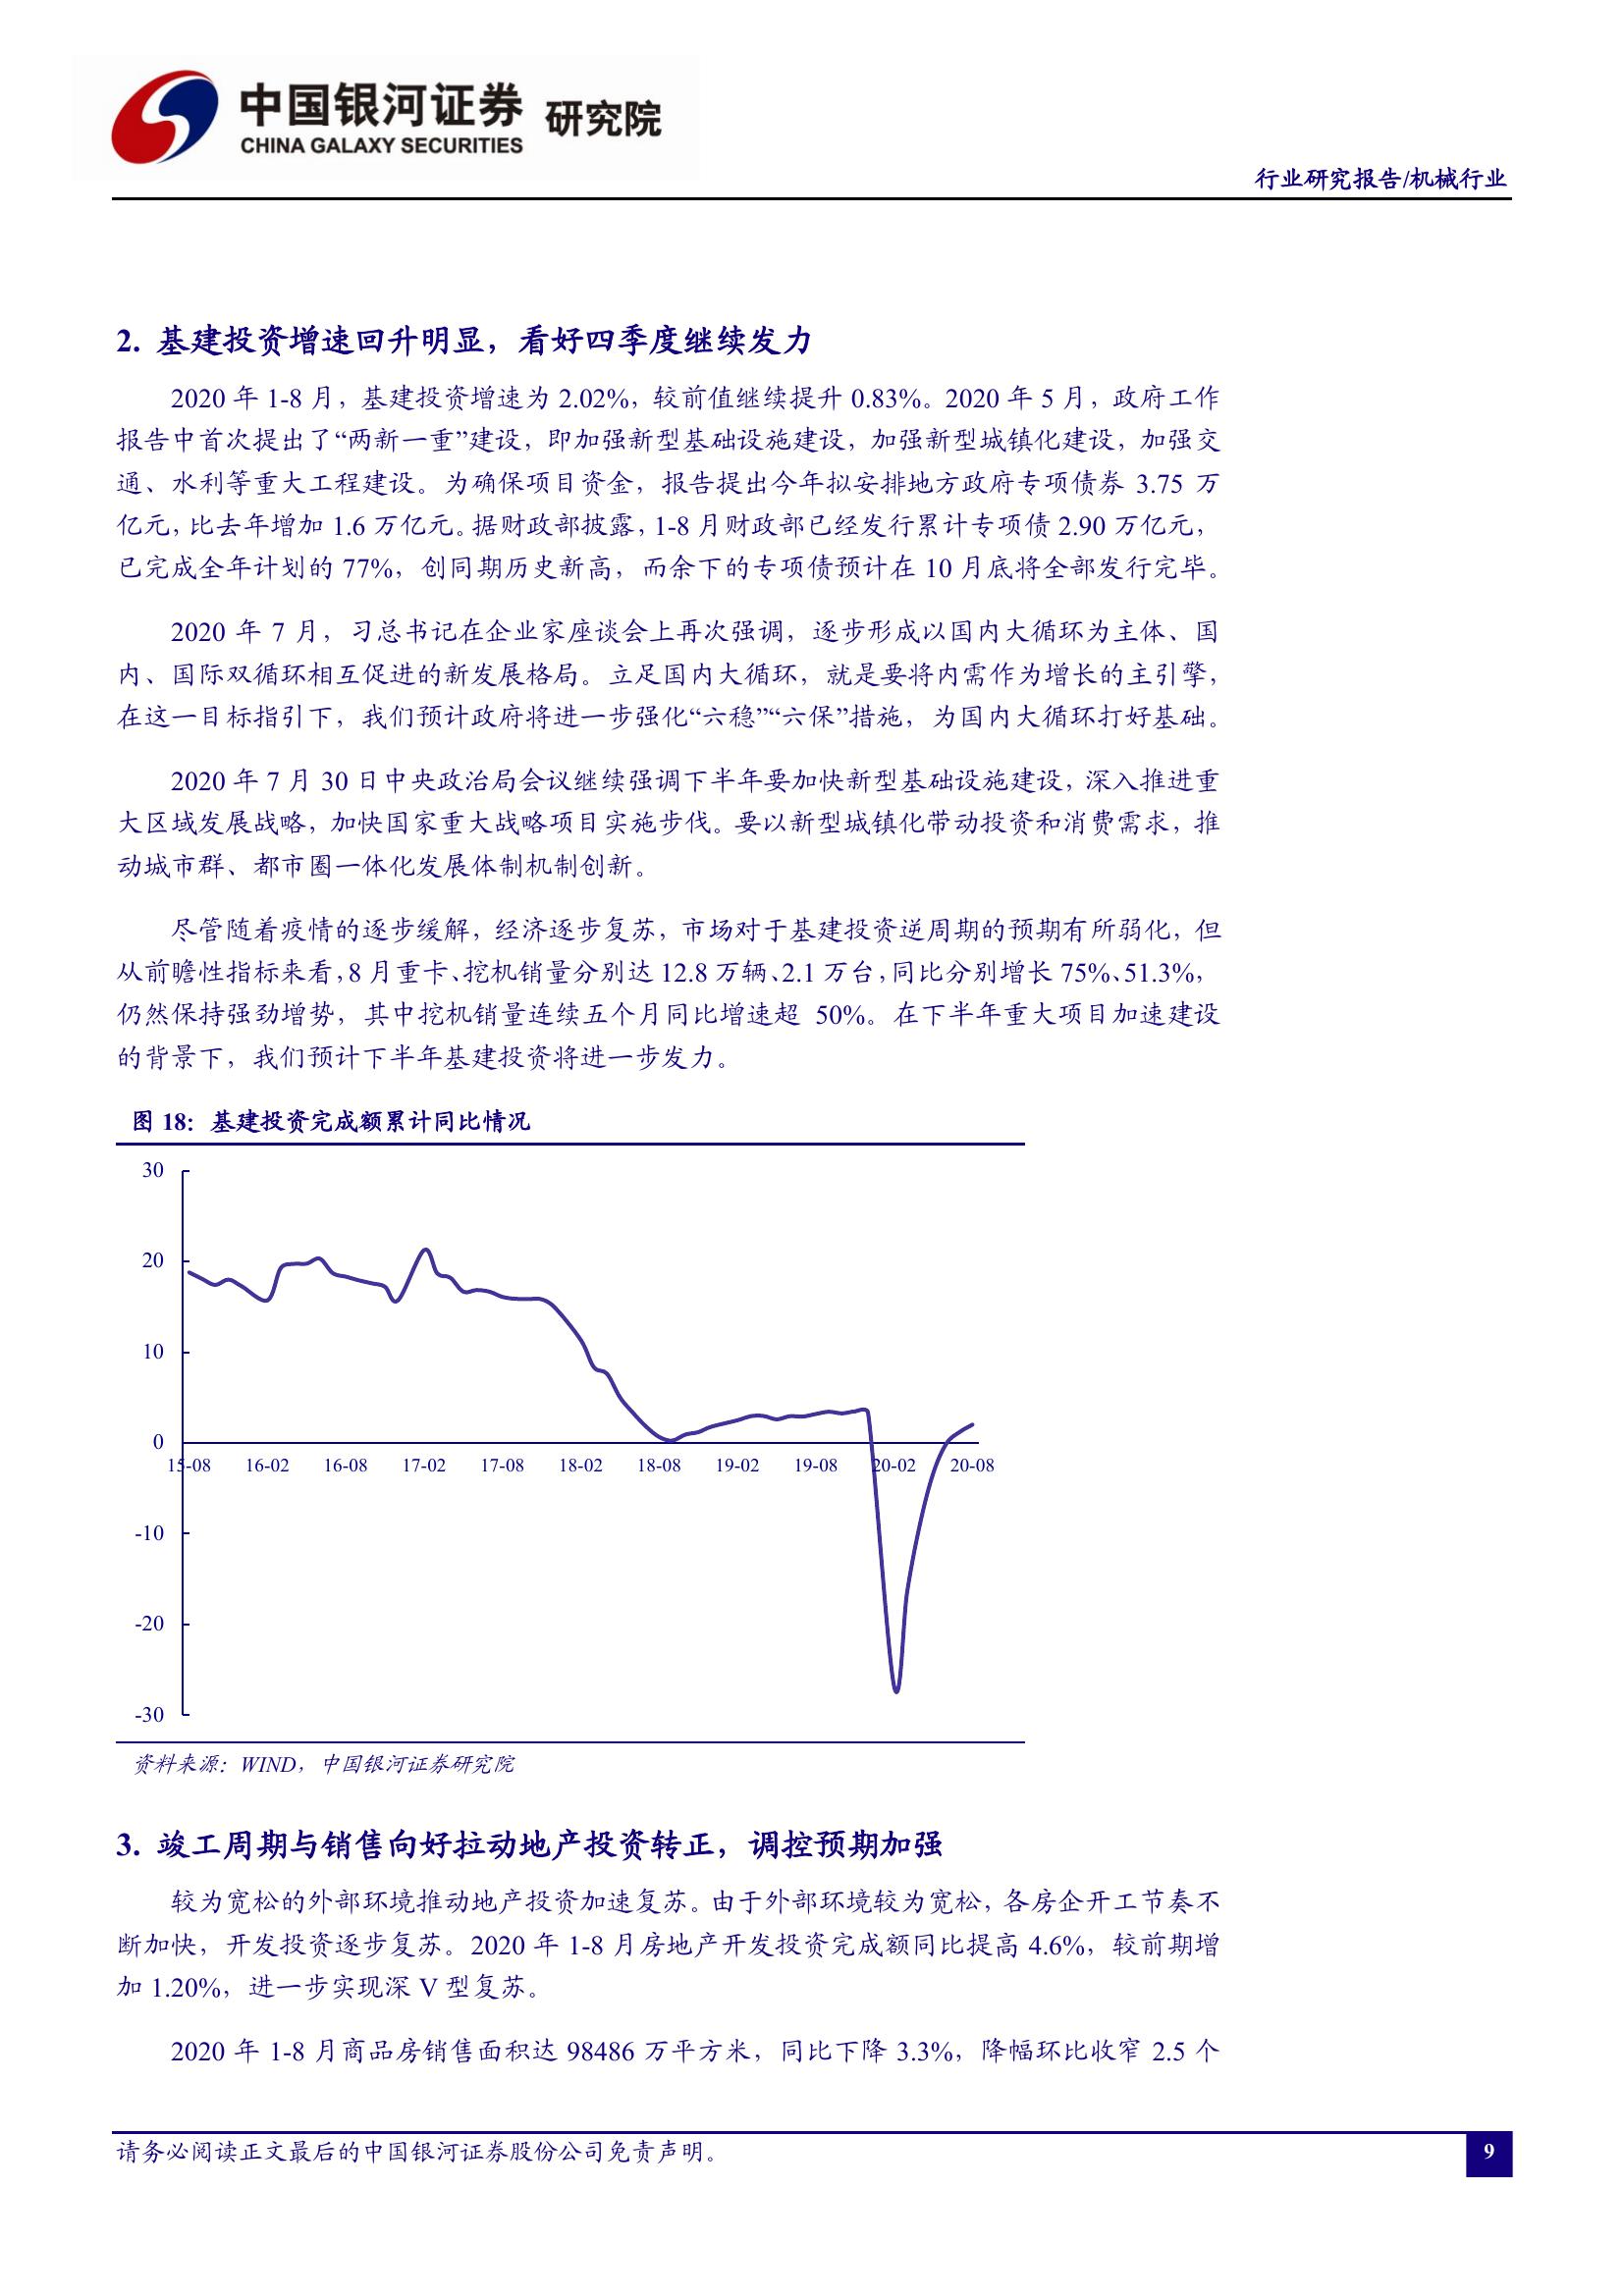 中国银河证券 研究院
CHINA GALAXY SECURITIES
行业研究报告/机械行业
2. 基建投资增速回升明显，看好四季度继续发力
2020 年 1-8 月，基建投资增速为 2.02%，较前值继续提升 0.83%。2020 年 5 月，政府工作
报告中首次提出了“两新一重”建设，即加强新型基础设施建设，加强新型城镇化建设，加强交
通、水利等重大工程建设。为确保项目资金，报告提出今年拟安排地方政府专项债券 3.75 万
亿元，比去年增加 1.6 万亿元。据财政部披露，1-8 月财政部已经发行累计专项债 2.90 万亿元，
已完成全年计划的 77%，创同期历史新高，而余下的专项债预计在 10 月底将全部发行完毕。
2020 年 7 月，习总书记在企业家座谈会上再次强调，逐步形成以国内大循环为主体、国
内、国际双循环相互促进的新发展格局。立足国内大循环，就是要将内需作为增长的主引擎，
在这一目标指引下，我们预计政府将进一步强化“六稳”“六保”措施，为国内大循环打好基础。
2020 年 7 月 30 日中央政治局会议继续强调下半年要加快新型基础设施建设，深入推进重
大区域发展战略，加快国家重大战略项目实施步伐。要以新型城镇化带动投资和消费需求，推
动城市群、都市圈一体化发展体制机制创新。
尽管随着疫情的逐步缓解，经济逐步复苏，市场对于基建投资逆周期的预期有所弱化，但
从前瞻性指标来看，8 月重卡、挖机销量分别达 12.8 万辆、2.1 万台，同比分别增长 75%、51.3%，
仍然保持强劲增势，其中挖机销量连续五个月同比增速超 50%。在下半年重大项目加速建设
的背景下，我们预计下半年基建投资将进一步发力。
图 18：基建投资完成额累计同比情况
30
20
10
0
15-08 16-02 16-08 17-02 17-08 18-02 18-08 19-02 19-08 20-02 20-08
-10
-20
-30
资料来源：WIND，中国银河证券研究院
3. 竣工周期与销售向好拉动地产投资转正，调控预期加强
较为宽松的外部环境推动地产投资加速复苏。由于外部环境较为宽松，各房企开工节奏不
断加快，开发投资逐步复苏。2020 年 1-8 月房地产开发投资完成额同比提高 4.6%，较前期增
加 1.20%，进一步实现深 V 型复苏。
2020 年 1-8 月商品房销售面积达 98486 万平方米，同比下降 3.3%，降幅环比收窄 2.5 个
请务必阅读正文最后的中国银河证券股份公司免责声明。
9